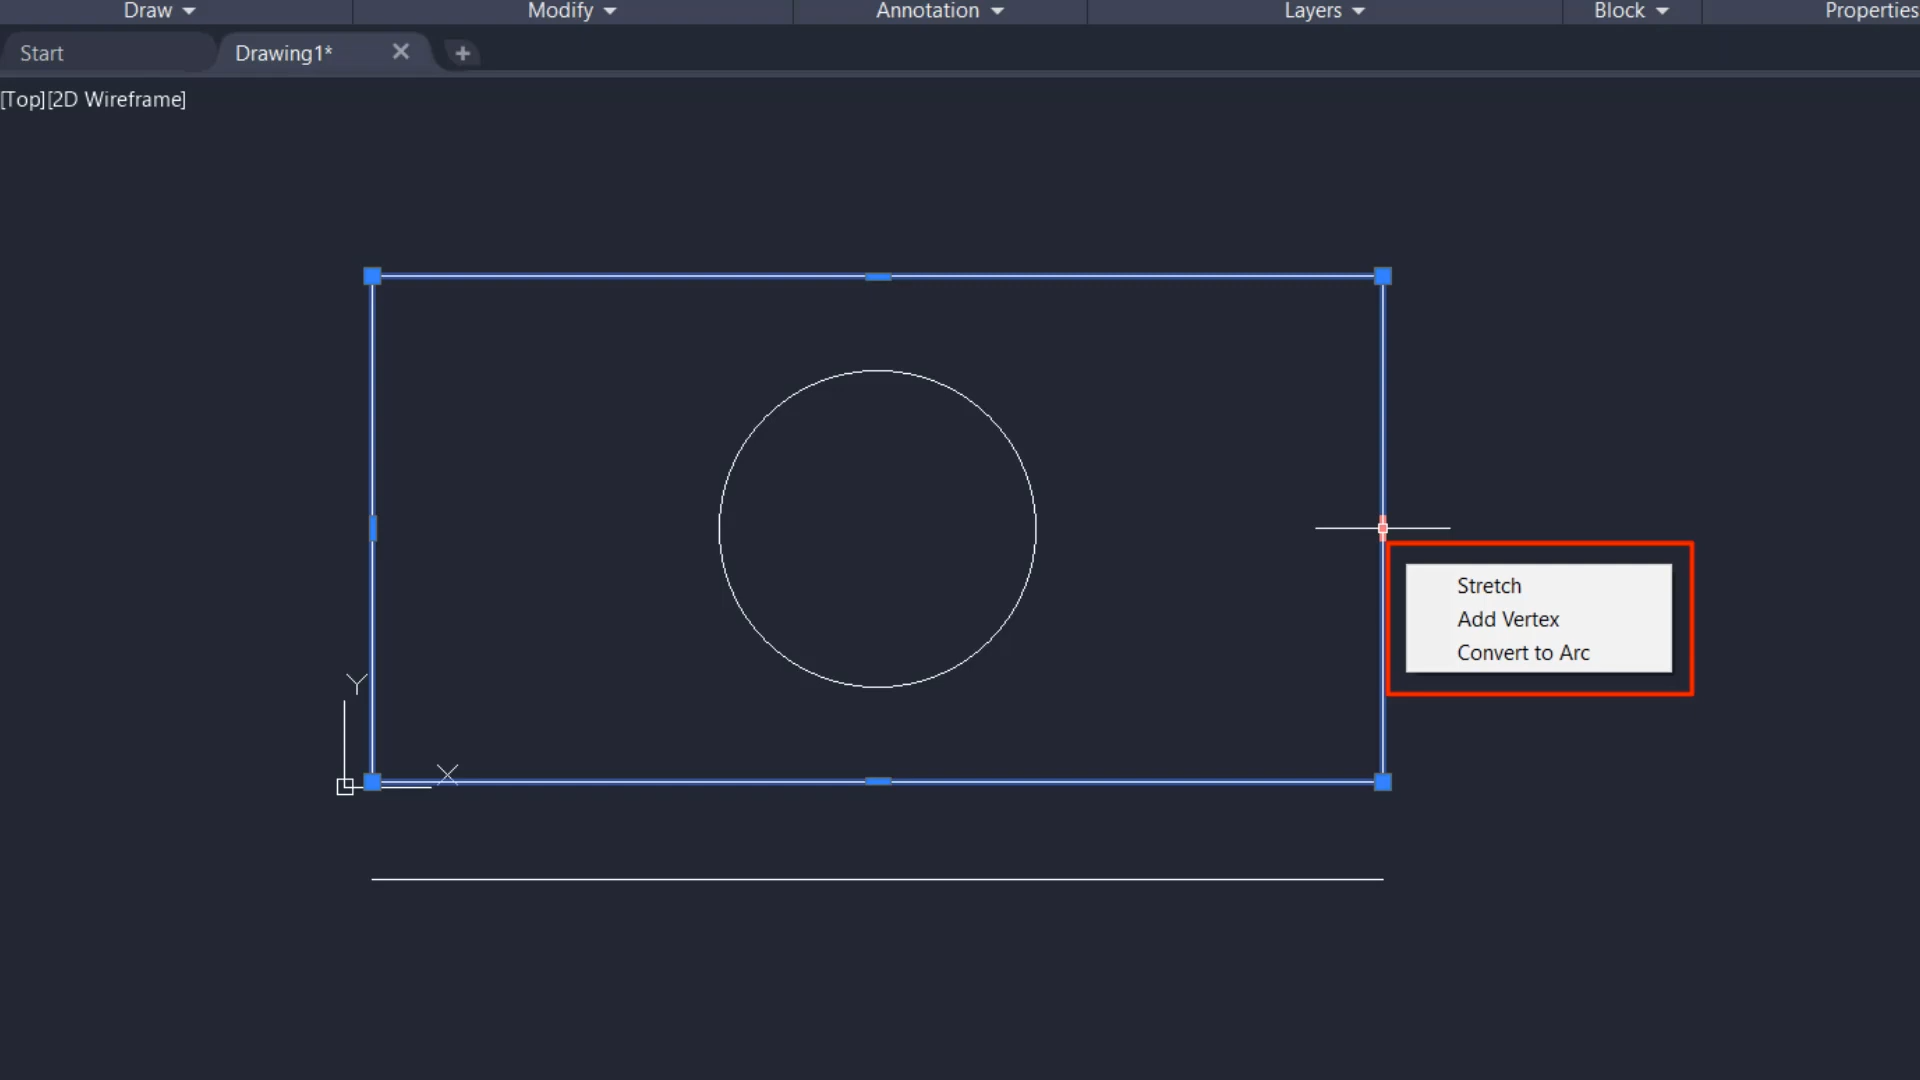 Draw Modify Annotation Layers Block Properties
Start Drawing1*
[Top][2D Wireframe]
Stretch
Add Vertex
Convert to Arc
Y
X